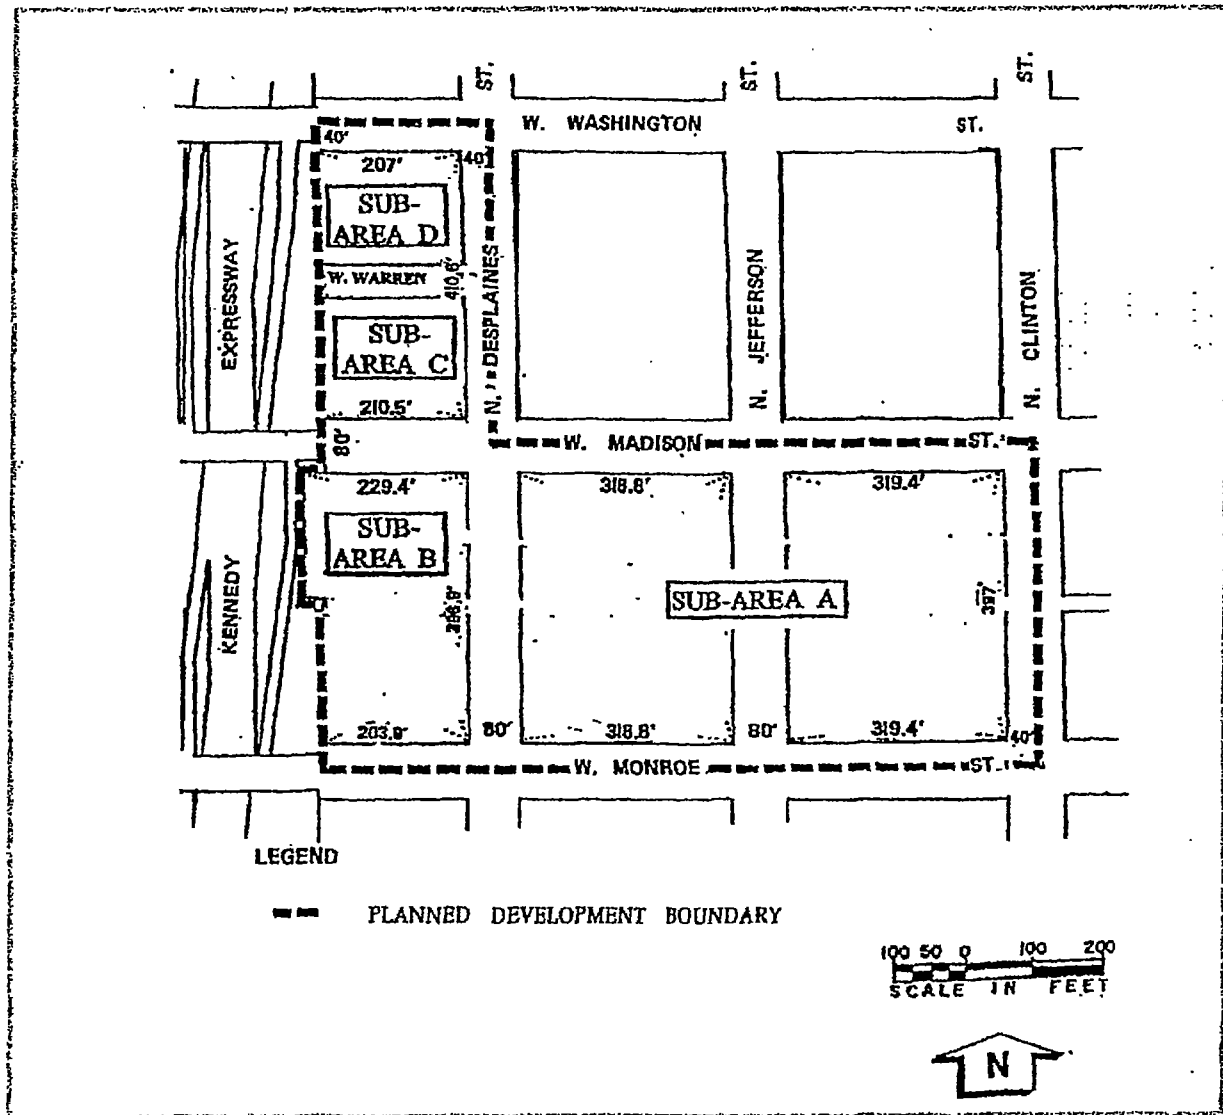 ST.
ST.
ST.
W. WASHINGTON ST.
40'
207'
40'
SUB-
AREA D
W. WARREN
410.6'
SUB-
AREA C
210.5'
EXPRESSWAY
N. DESPLAINES
N. JEFFERSON
N. CLINTON
80'
W. MADISON ST.
229.4'
318.8'
319.4'
SUB-
AREA B
KENNEDY
SUB-AREA A
397'
203.9'
80'
318.8'
80'
319.4'
40'
W. MONROE ST.
LEGEND
PLANNED DEVELOPMENT BOUNDARY
100 50 0 100 200
SCALE IN FEET
N